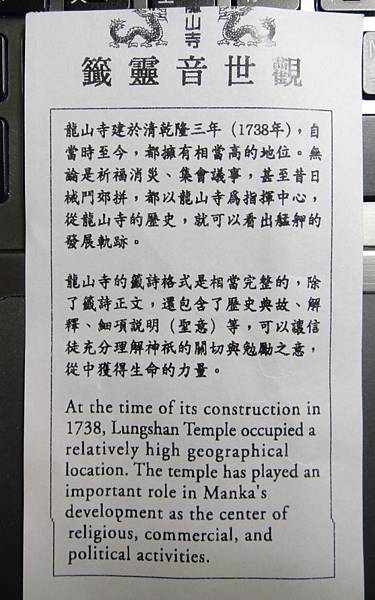 龍山寺
籤靈音世觀
龍山寺建於清乾隆三年（1738年），自
當時至今，都擁有相當高的地位。無
論是祈福消災、集會議事，甚至昔日
械鬥郊拼，都以龍山寺爲指揮中心，
從龍山寺的歷史，就可以看出艋舺的
發展軌跡。
龍山寺的籤詩格式是相當完整的，除
了籤詩正文，還包含了歷史典故、解
釋、細項説明（聖意）等，可以讓信
徒充分理解神祇的關切與勉勵之意，
從中獲得生命的力量。
At the time of its construction in
1738, Lungshan Temple occupied a
relatively high geographical
location. The temple has played an
important role in Manka's
development as the center of
religious, commercial, and
political activities.